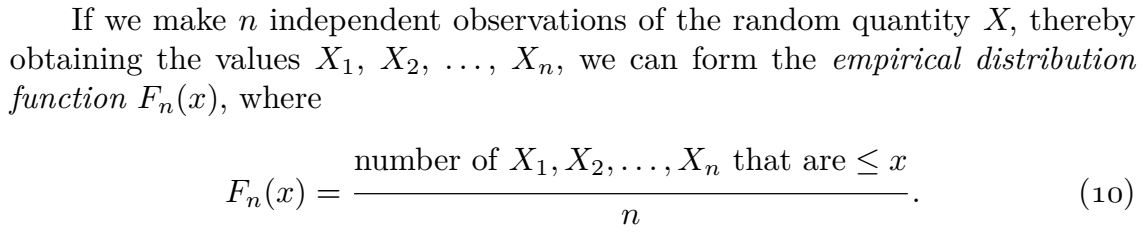 If we make n independent observations of the random quantity X, thereby
obtaining the values X₁, X₂, ..., Xₙ, we can form the empirical distribution
function Fₙ(x), where
Fₙ(x) = number of X₁, X₂, ..., Xₙ that are ≤ x / n. (10)